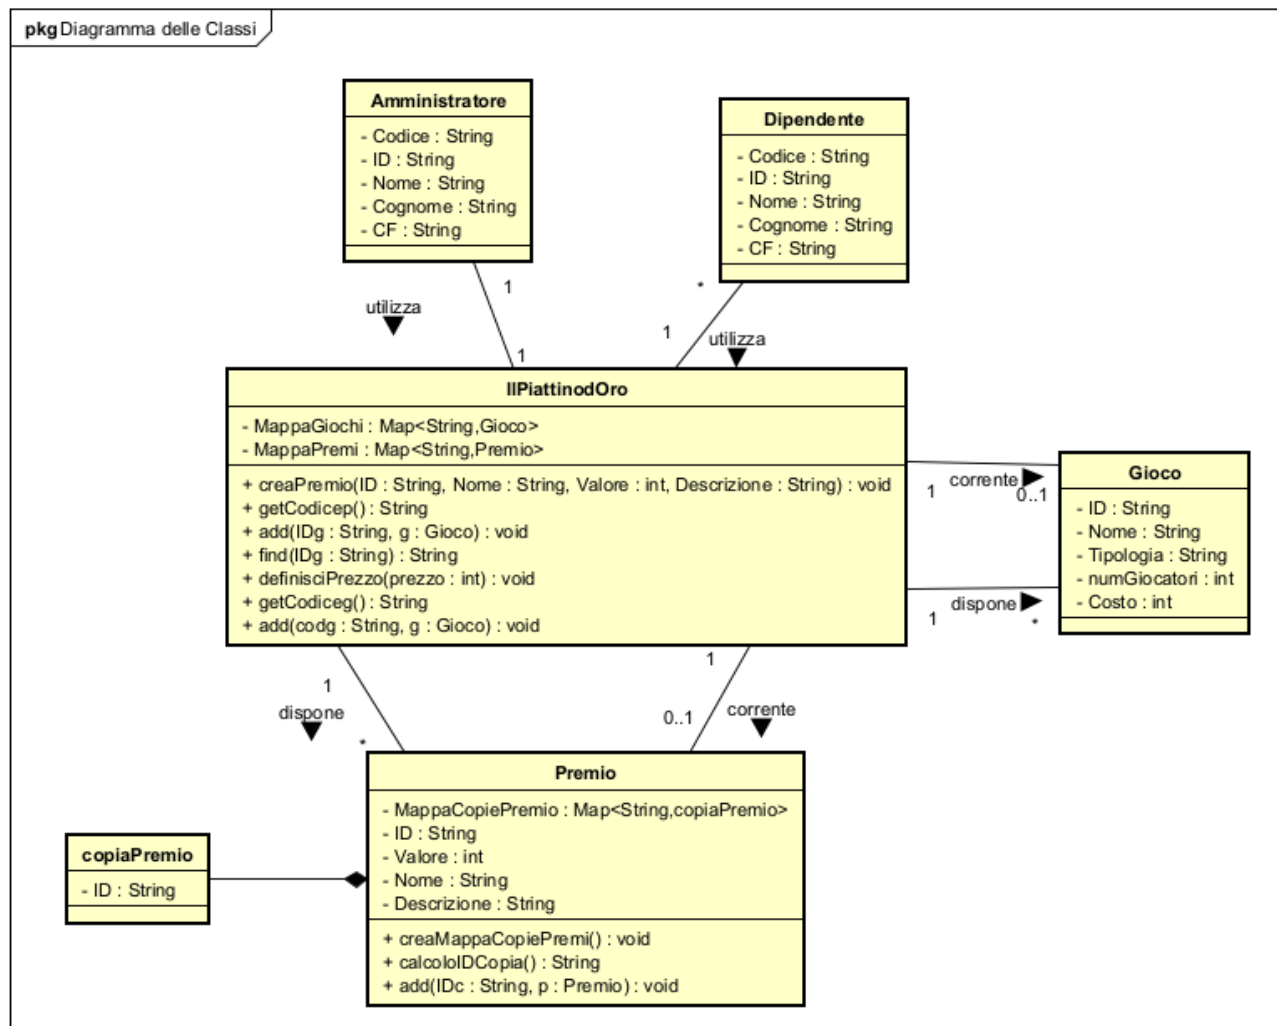 pkg Diagramma delle Classi
Amministratore
- Codice : String
- ID : String
- Nome : String
- Cognome : String
- CF : String
Dipendente
- Codice : String
- ID : String
- Nome : String
- Cognome : String
- CF : String
utilizza
1
1
*
1
utilizza
IlPiattinodOro
- MappaGiochi : Map<String,Gioco>
- MappaPremi : Map<String,Premio>
+ creaPremio(ID : String, Nome : String, Valore : int, Descrizione : String) : void
+ getCodicep() : String
+ add(IDg : String, g : Gioco) : void
+ find(IDg : String) : String
+ definisciPrezzo(prezzo : int) : void
+ getCodiceg() : String
+ add(codg : String, g : Gioco) : void
1
corrente
0..1
1
dispone
*
Gioco
- ID : String
- Nome : String
- Tipologia : String
- numGiocatori : int
- Costo : int
1
dispone
*
1
0..1
corrente
Premio
- MappaCopiePremio : Map<String,copiaPremio>
- ID : String
- Valore : int
- Nome : String
- Descrizione : String
+ creaMappaCopiePremi() : void
+ calcoloIDCopia() : String
+ add(IDc : String, p : Premio) : void
copiaPremio
- ID : String